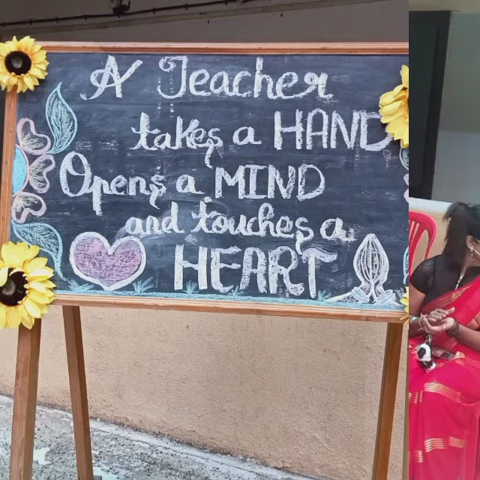 A Teacher
takes a HAND
Opens a MIND
and touches a
HEART